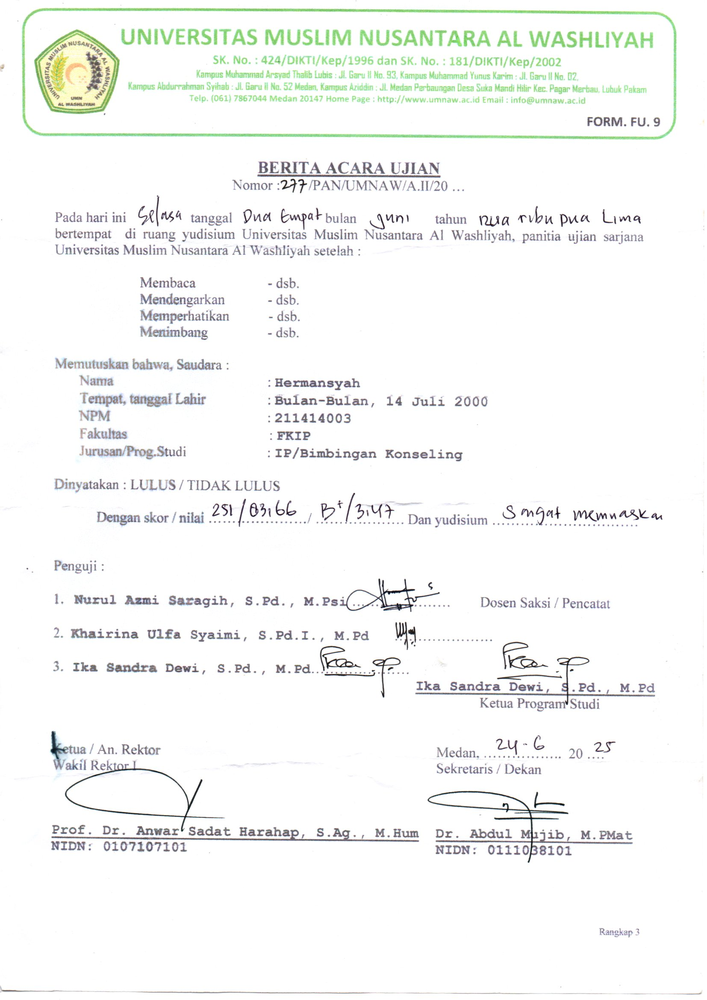 UNIVERSITAS MUSLIM NUSANTARA AL WASHLIYAH
UNIVERSITAS MUSLIM NUSANTARA AL WASHLIYAH
UMN
AL WASHLIYAH
SK. No. : 424/DIKTI/Kep/1996 dan SK. No. : 181/DIKTI/Kep/2002
Kampus Muhammad Arsyad Thalib Lubis : Jl. Garu II No. 93, Kampus Muhammad Yunus Karim : Jl. Garu II No. 02,
Kampus Abdurrahman Syihab : Jl. Garu II No. 52 Medan, Kampus Aziddin : Jl. Medan Perbaungan Desa Suka Mandi Hilir Kec. Pagar Merbau, Lubuk Pakam
Telp. (061) 7867044 Medan 20147 Home Page : http://www.umnaw.ac.id Email : info@umnaw.ac.id
FORM. FU. 9
BERITA ACARA UJIAN
Nomor : 277/PAN/UMNAW/A.II/20 ...
Pada hari ini Selasa tanggal Dua Empat bulan Juni tahun Dua ribu Dua Lima
bertempat di ruang yudisium Universitas Muslim Nusantara Al Washliyah, panitia ujian sarjana
Universitas Muslim Nusantara Al Washliyah setelah :
Membaca - dsb.
Mendengarkan - dsb.
Memperhatikan - dsb.
Menimbang - dsb.
Memutuskan bahwa, Saudara :
Nama : Hermansyah
Tempat, tanggal Lahir : Bulan-Bulan, 14 Juli 2000
NPM : 211414003
Fakultas : FKIP
Jurusan/Prog.Studi : IP/Bimbingan Konseling
Dinyatakan : LULUS / TIDAK LULUS
Dengan skor / nilai 251/83,66 / B+/3.47 Dan yudisium Sangat memuaskan
Penguji :
1. Nurul Azmi Saragih, S.Pd., M.Psi Dosen Saksi / Pencatat
2. Khairina Ulfa Syaimi, S.Pd.I., M.Pd
3. Ika Sandra Dewi, S.Pd., M.Pd
Ika Sandra Dewi, S.Pd., M.Pd
Ketua Program Studi
Ketua / An. Rektor
Wakil Rektor I
Medan, 24-6 20 25
Sekretaris / Dekan
Prof. Dr. Anwar Sadat Harahap, S.Ag., M.Hum
NIDN: 0107107101
Dr. Abdul Mujib, M.PMat
NIDN: 0111038101
Rangkap 3